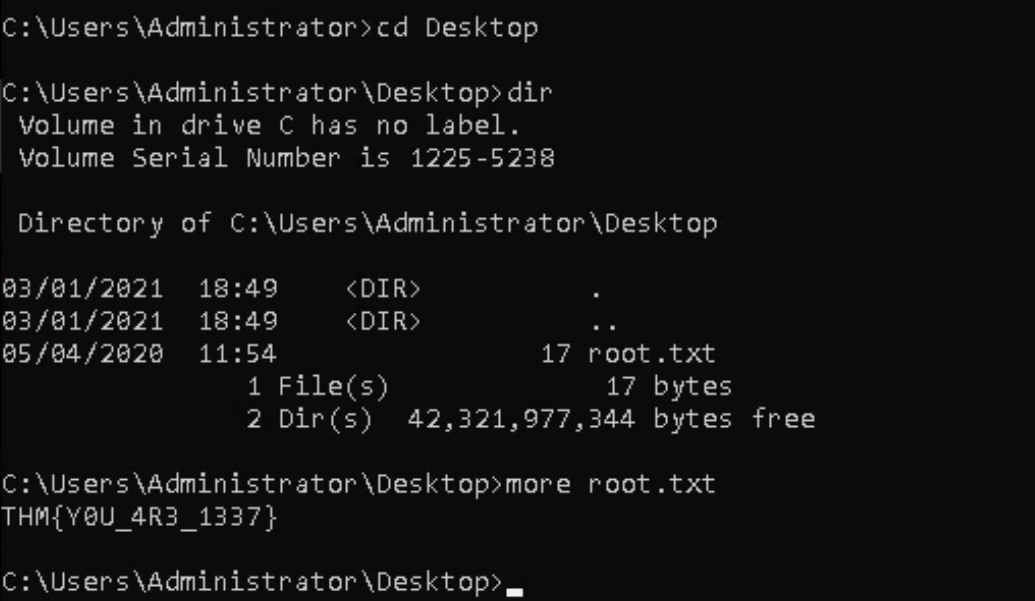 C:\Users\Administrator>cd Desktop
C:\Users\Administrator\Desktop>dir
Volume in drive C has no label.
Volume Serial Number is 1225-5238
Directory of C:\Users\Administrator\Desktop
03/01/2021 18:49 <DIR> .
03/01/2021 18:49 <DIR> ..
05/04/2020 11:54 17 root.txt
1 File(s) 17 bytes
2 Dir(s) 42,321,977,344 bytes free
C:\Users\Administrator\Desktop>more root.txt
THM{Y0U_4R3_1337}
C:\Users\Administrator\Desktop>